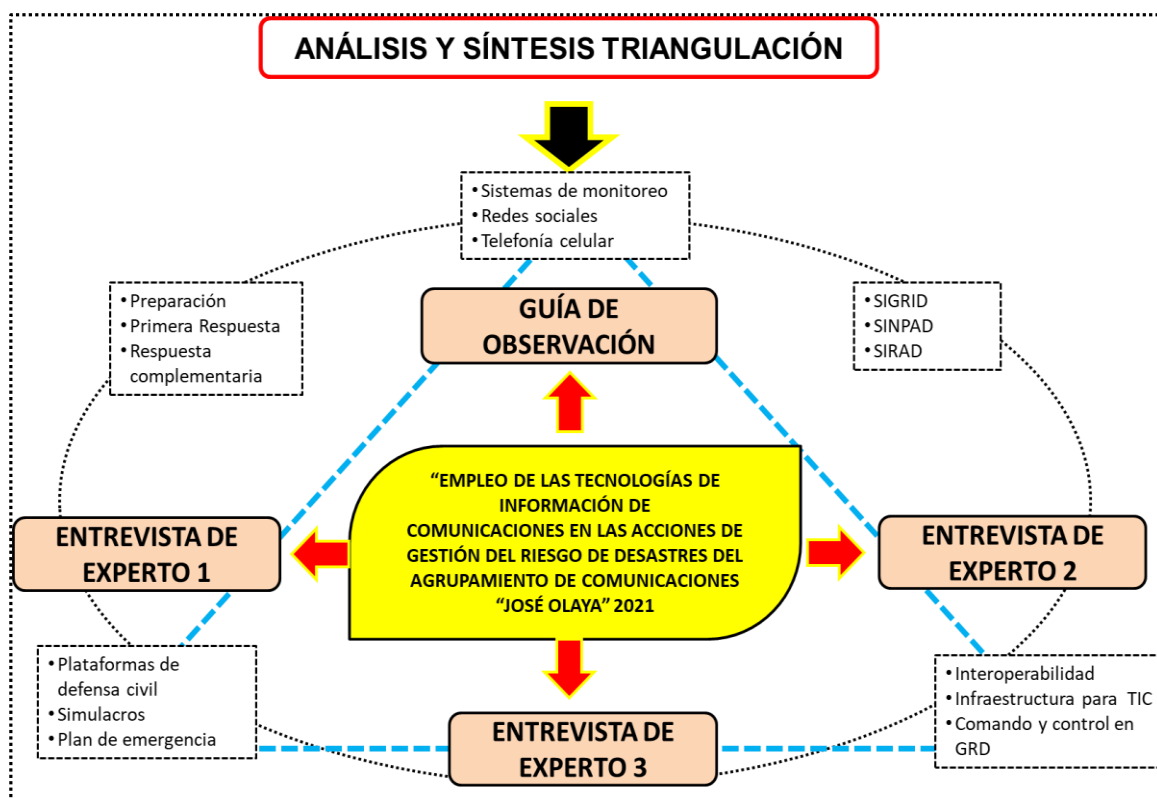 ANÁLISIS Y SÍNTESIS TRIANGULACIÓN
•Sistemas de monitoreo
•Redes sociales
•Telefonía celular
•Preparación
•Primera Respuesta
•Respuesta
complementaria
GUÍA DE
OBSERVACIÓN
•SIGRID
•SINPAD
•SIRAD
“EMPLEO DE LAS TECNOLOGÍAS DE
INFORMACIÓN DE
COMUNICACIONES EN LAS ACCIONES DE
GESTIÓN DEL RIESGO DE DESASTRES DEL
AGRUPAMIENTO DE COMUNICACIONES
“JOSÉ OLAYA” 2021
ENTREVISTA DE
EXPERTO 1
ENTREVISTA DE
EXPERTO 2
•Plataformas de
defensa civil
•Simulacros
•Plan de emergencia
ENTREVISTA DE
EXPERTO 3
•Interoperabilidad
•Infraestructura para TIC
•Comando y control en
GRD